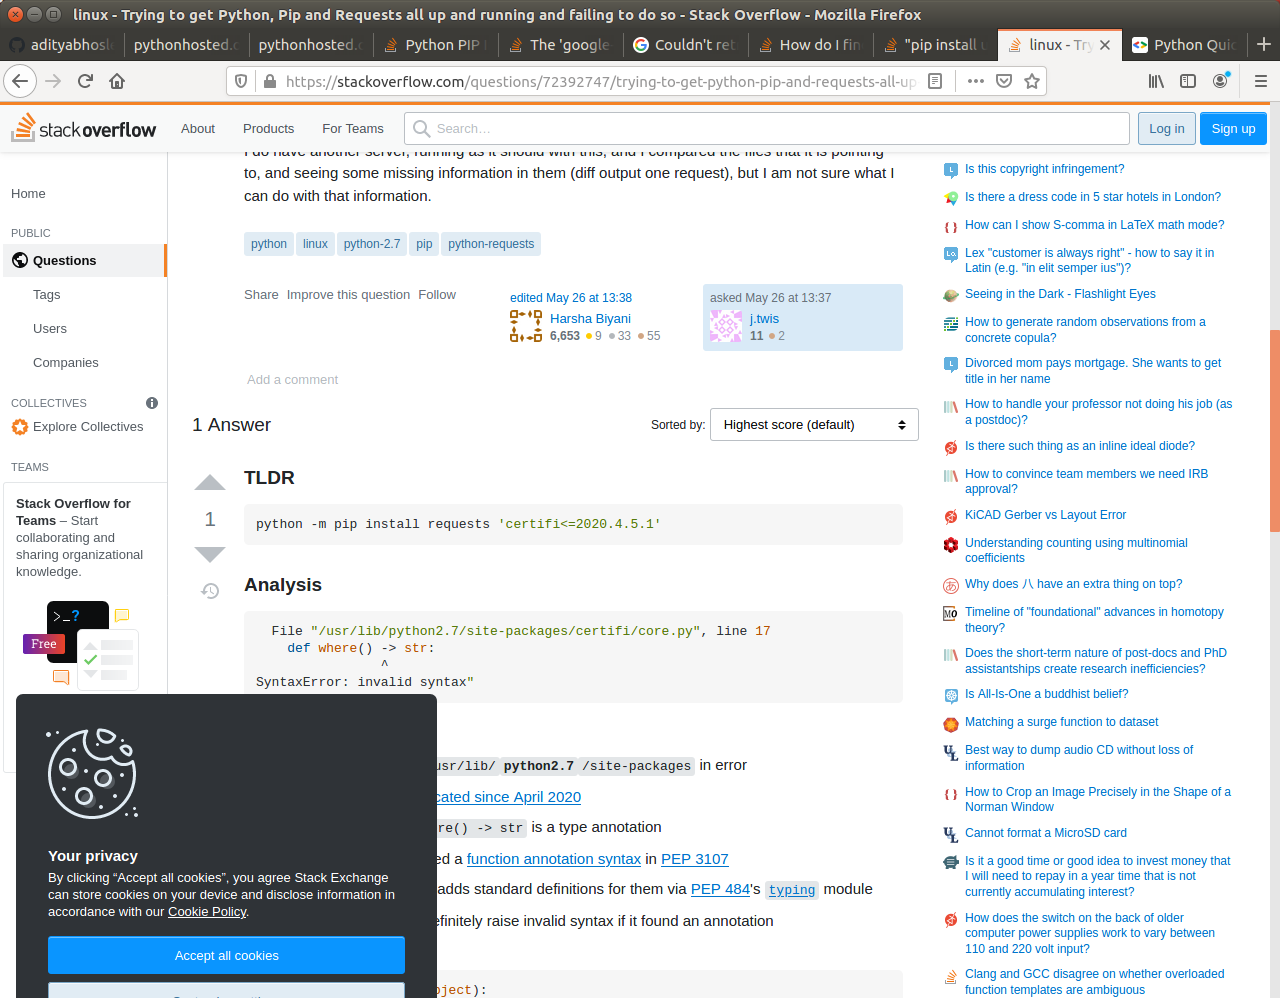 linux - Trying to get Python, Pip and Requests all up and running and failing to do so - Stack Overflow - Mozilla Firefox
adityabhosl
pythonhosted.o
pythonhosted.o
Python PIP
The 'google
Couldn't ret
How do I fin
"pip install u
linux - Try
Python Quic
https://stackoverflow.com/questions/72392747/trying-to-get-python-pip-and-requests-all-up
stackoverflow
About
Products
For Teams
Search…
Log in
Sign up
Home
PUBLIC
Questions
Tags
Users
Companies
COLLECTIVES
Explore Collectives
TEAMS
Stack Overflow for
Teams – Start
collaborating and
sharing organizational
knowledge.
>_?
Free
I do have another server, running as it should with this, and I compared the files that it is pointing
to, and seeing some missing information in them (diff output one request), but I am not sure what I
can do with that information.
python linux python-2.7 pip python-requests
Share Improve this question Follow
edited May 26 at 13:38
Harsha Biyani
6,653 9 33 55
asked May 26 at 13:37
j.twis
11 2
Add a comment
1 Answer
Sorted by:
Highest score (default)
1
TLDR
python -m pip install requests 'certifi<=2020.4.5.1'
Analysis
File "/usr/lib/python2.7/site-packages/certifi/core.py", line 17
def where() -> str:
^
SyntaxError: invalid syntax"
usr/lib/ python2.7 /site-packages in error
cated since April 2020
re() -> str is a type annotation
ed a function annotation syntax in PEP 3107
adds standard definitions for them via PEP 484's typing module
efinitely raise invalid syntax if it found an annotation
bject):
Your privacy
By clicking “Accept all cookies”, you agree Stack Exchange
can store cookies on your device and disclose information in
accordance with our Cookie Policy.
Accept all cookies
Is this copyright infringement?
Is there a dress code in 5 star hotels in London?
How can I show S-comma in LaTeX math mode?
Lex "customer is always right" - how to say it in
Latin (e.g. "in elit semper ius")?
Seeing in the Dark - Flashlight Eyes
How to generate random observations from a
concrete copula?
Divorced mom pays mortgage. She wants to get
title in her name
How to handle your professor not doing his job (as
a postdoc)?
Is there such thing as an inline ideal diode?
How to convince team members we need IRB
approval?
KiCAD Gerber vs Layout Error
Understanding counting using multinomial
coefficients
Why does 八 have an extra thing on top?
Timeline of "foundational" advances in homotopy
theory?
Does the short-term nature of post-docs and PhD
assistantships create research inefficiencies?
Is All-Is-One a buddhist belief?
Matching a surge function to dataset
Best way to dump audio CD without loss of
information
How to Crop an Image Precisely in the Shape of a
Norman Window
Cannot format a MicroSD card
Is it a good time or good idea to invest money that
I will need to repay in a year time that is not
currently accumulating interest?
How does the switch on the back of older
computer power supplies work to vary between
110 and 220 volt input?
Clang and GCC disagree on whether overloaded
function templates are ambiguous